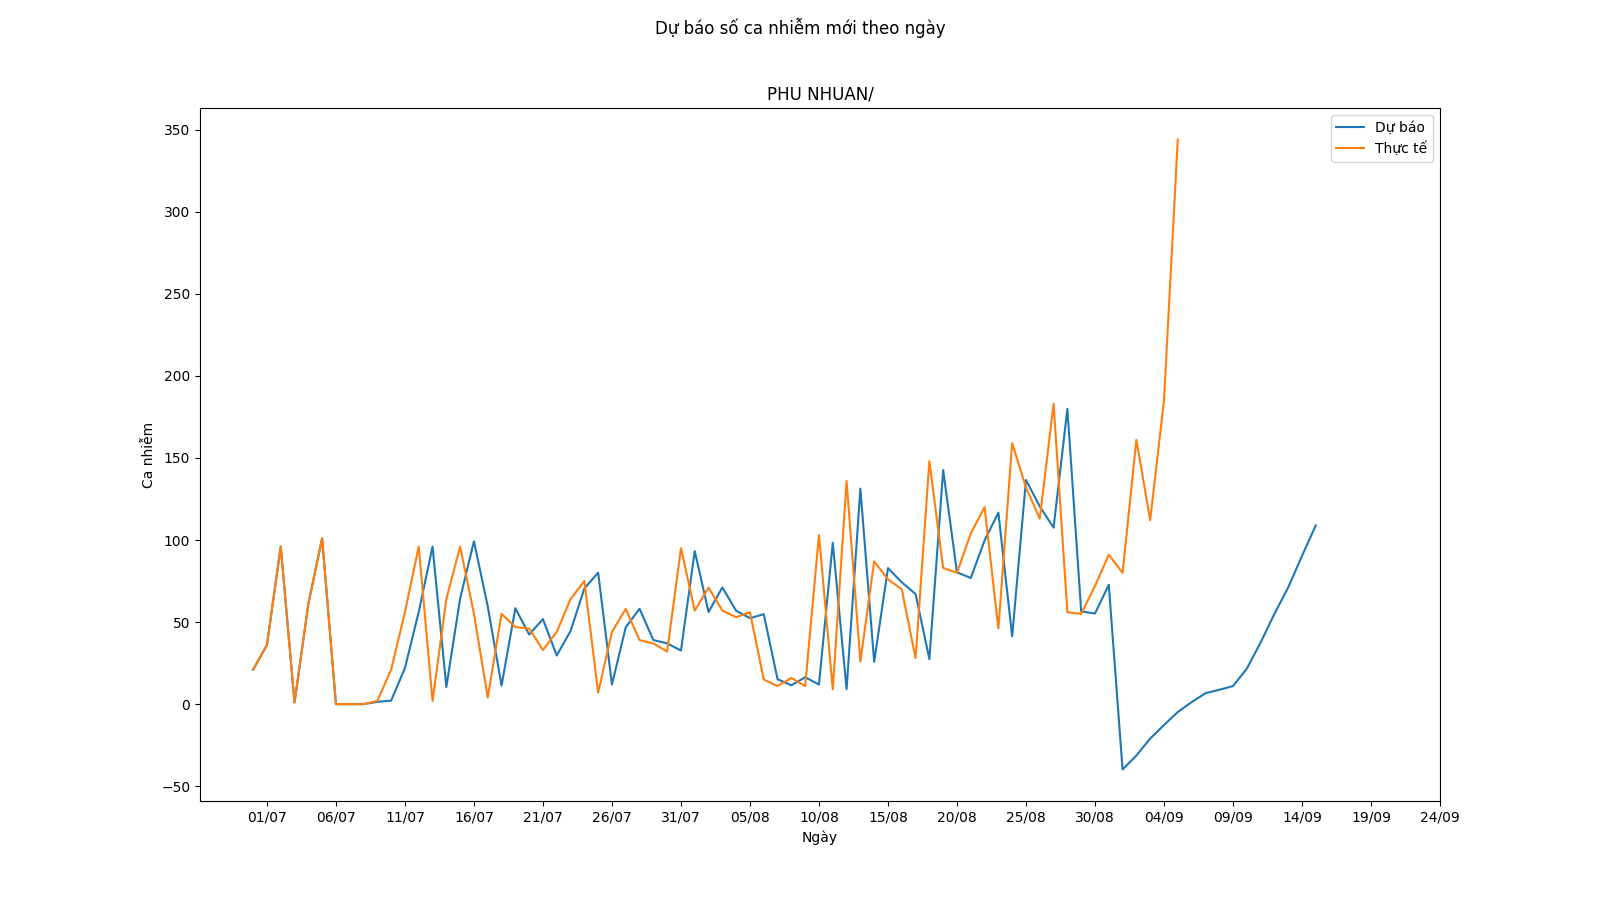 Dự báo số ca nhiễm mới theo ngày
PHU NHUAN/
Dự báo
Thực tế
350
300
250
200
150
100
50
0
−50
Ca nhiễm
01/07 06/07 11/07 16/07 21/07 26/07 31/07 05/08 10/08 15/08 20/08 25/08 30/08 04/09 09/09 14/09 19/09 24/09
Ngày